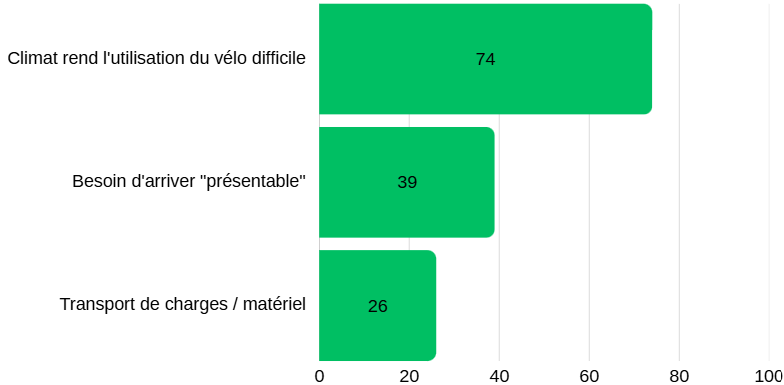 Climat rend l'utilisation du vélo difficile
74
Besoin d'arriver "présentable"
39
Transport de charges / matériel
26
0 20 40 60 80 100